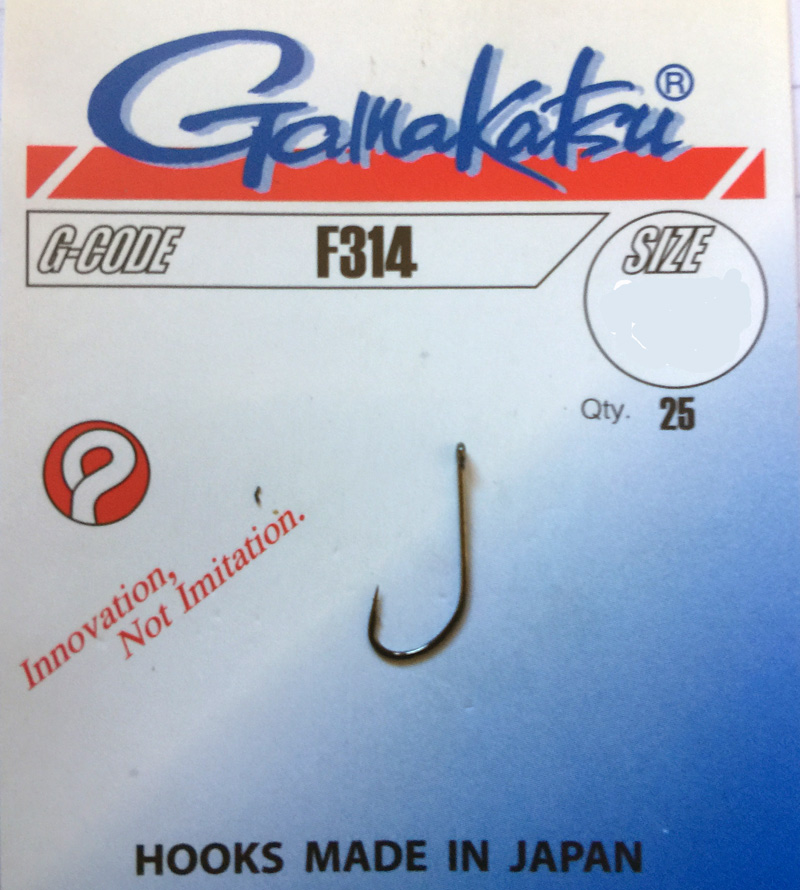 Gamakatsu®
G-CODE F314 SIZE
Qty. 25
Innovation,
Not Imitation.
HOOKS MADE IN JAPAN